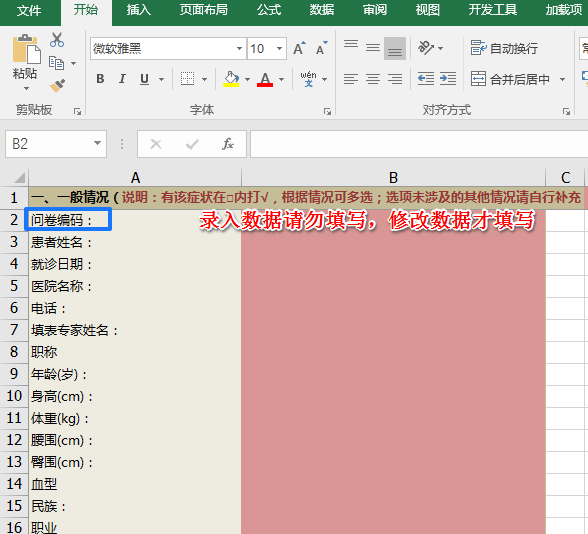 文件 开始 插入 页面布局 公式 数据 审阅 视图 开发工具 加载项
粘贴
微软雅黑 10 A A
自动换行
B I U A wén 文
合并后居中
剪贴板 字体 对齐方式
B2 fx
A B C
1 一、一般情况（说明：有该症状在□内打√，根据情况可多选；选项未涉及的其他情况请自行补充
2 问卷编码：
录入数据请勿填写，修改数据才填写
3 患者姓名：
4 就诊日期：
5 医院名称：
6 电话：
7 填表专家姓名：
8 职称
9 年龄(岁)：
10 身高(cm)：
11 体重(kg)：
12 腰围(cm)：
13 臀围(cm)：
14 血型
15 民族：
16 职业